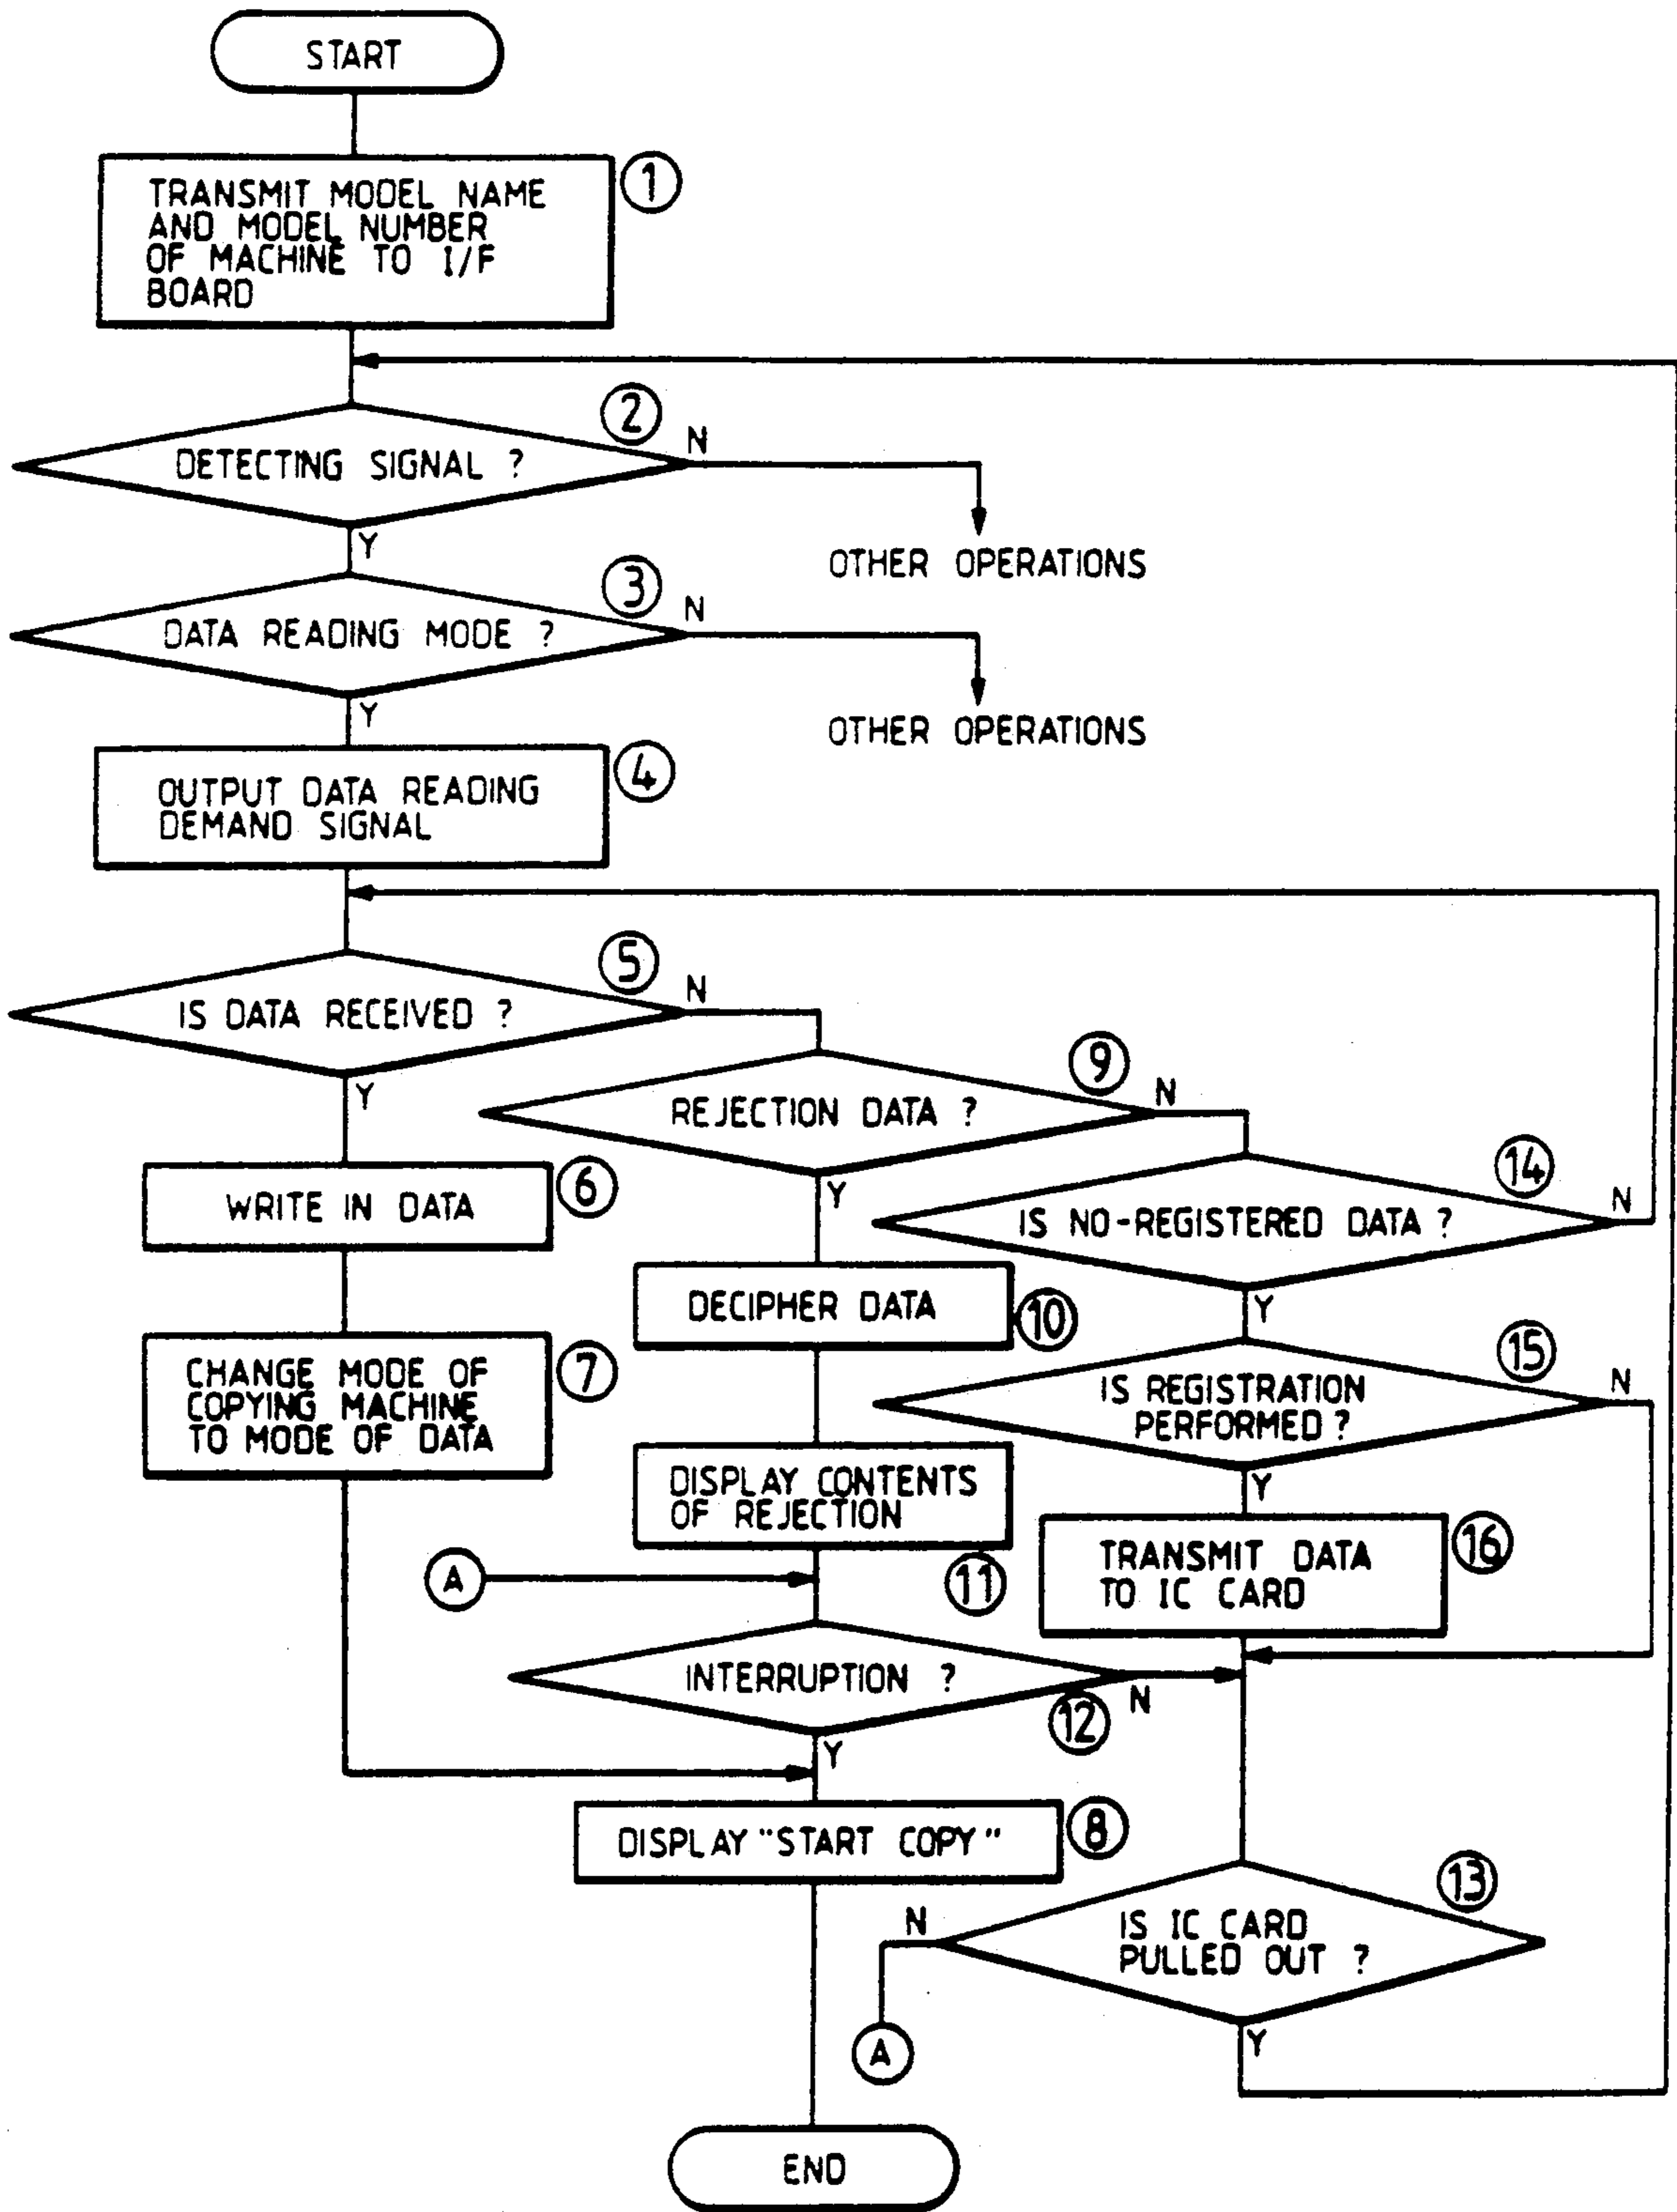 START
TRANSMIT MODEL NAME
AND MODEL NUMBER
OF MACHINE TO I/F
BOARD
1
DETECTING SIGNAL ?
2
N
Y
OTHER OPERATIONS
DATA READING MODE ?
3
N
Y
OTHER OPERATIONS
OUTPUT DATA READING
DEMAND SIGNAL
4
IS DATA RECEIVED ?
5
N
Y
WRITE IN DATA
6
CHANGE MODE OF
COPYING MACHINE
TO MODE OF DATA
7
REJECTION DATA ?
9
N
Y
DECIPHER DATA
10
DISPLAY CONTENTS
OF REJECTION
11
A
INTERRUPTION ?
12
N
Y
DISPLAY "START COPY"
8
IS NO-REGISTERED DATA ?
14
N
Y
IS REGISTRATION
PERFORMED ?
15
N
Y
TRANSMIT DATA
TO IC CARD
16
IS IC CARD
PULLED OUT ?
13
N
Y
A
END